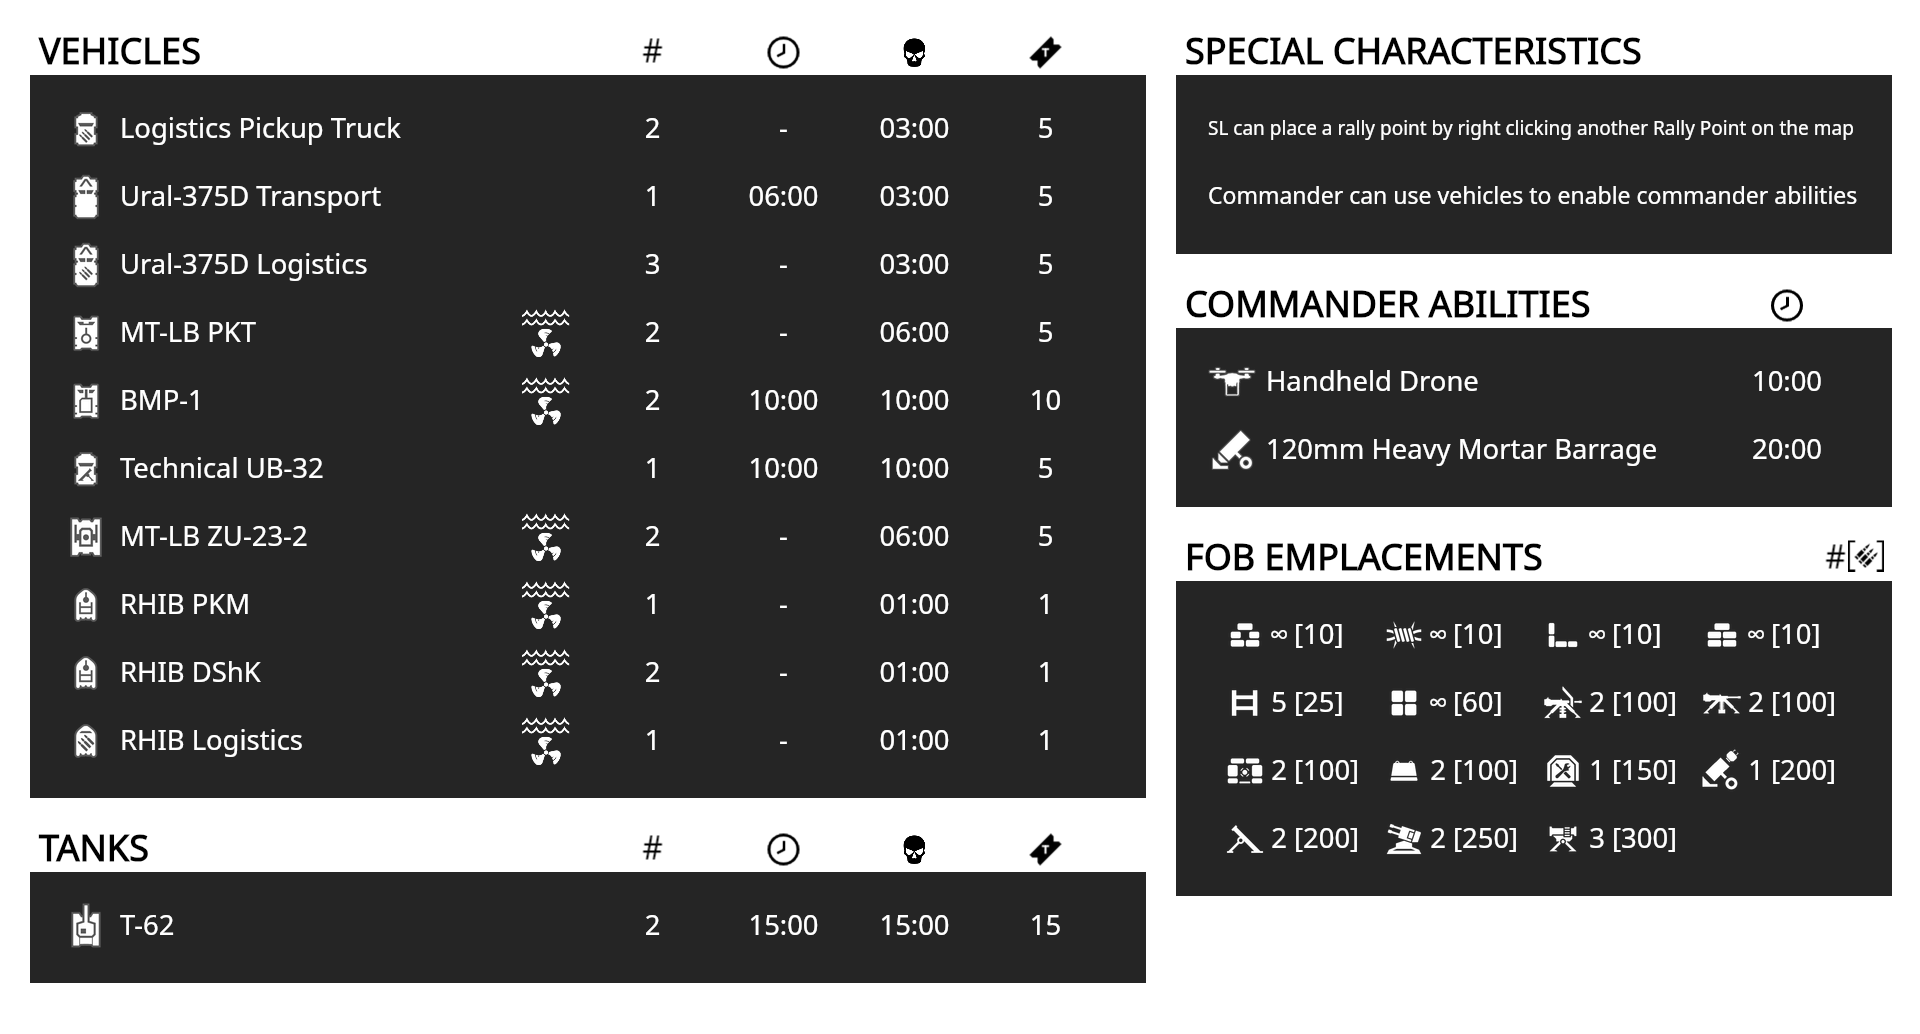 VEHICLES #
Logistics Pickup Truck 2 - 03:00 5
Ural-375D Transport 1 06:00 03:00 5
Ural-375D Logistics 3 - 03:00 5
MT-LB PKT 2 - 06:00 5
BMP-1 2 10:00 10:00 10
Technical UB-32 1 10:00 10:00 5
MT-LB ZU-23-2 2 - 06:00 5
RHIB PKM 1 - 01:00 1
RHIB DShK 2 - 01:00 1
RHIB Logistics 1 - 01:00 1
TANKS #
T-62 2 15:00 15:00 15
SPECIAL CHARACTERISTICS
SL can place a rally point by right clicking another Rally Point on the map
Commander can use vehicles to enable commander abilities
COMMANDER ABILITIES
Handheld Drone 10:00
120mm Heavy Mortar Barrage 20:00
FOB EMPLACEMENTS #[]
∞ [10] ∞ [10] ∞ [10] ∞ [10]
5 [25] ∞ [60] 2 [100] 2 [100]
2 [100] 2 [100] 1 [150] 1 [200]
2 [200] 2 [250] 3 [300]